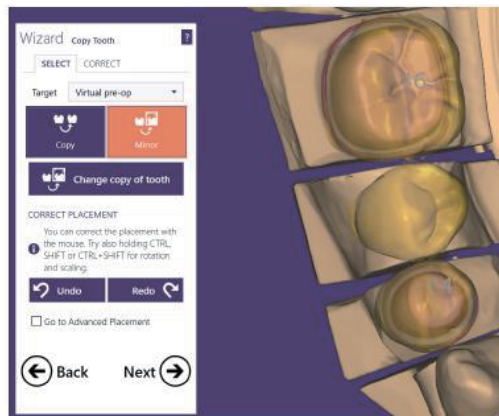 Wizard Copy Tooth ?
SELECT CORRECT
Target Virtual pre-op
Copy Mirror
Change copy of tooth
CORRECT PLACEMENT
You can correct the placement with
the mouse. Try also holding CTRL,
SHIFT or CTRL+SHIFT for rotation
and scaling.
Undo Redo
Go to Advanced Placement
Back Next